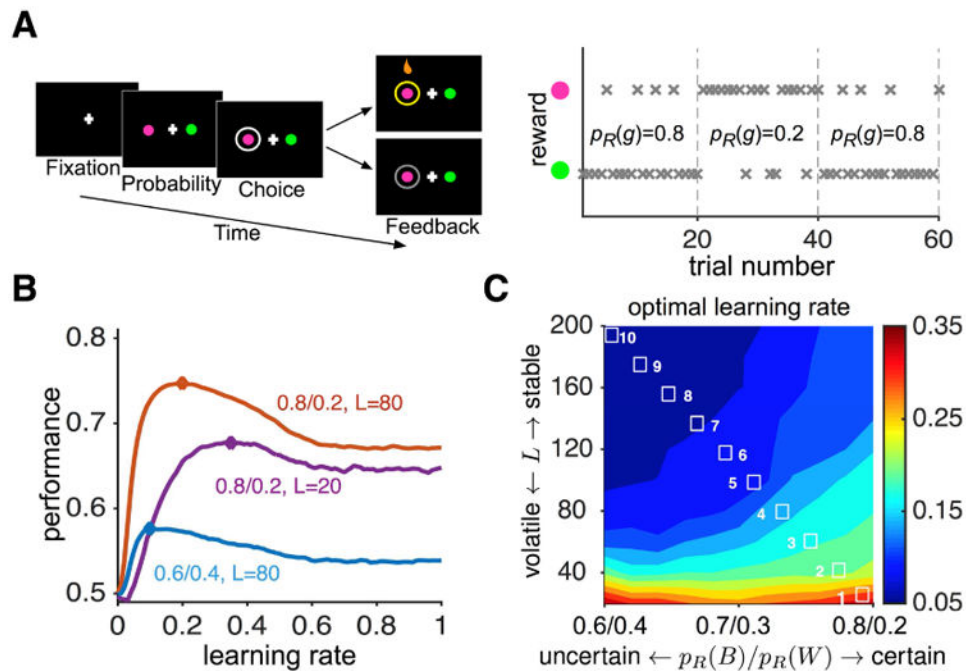 A
Fixation
Probability
Choice
Feedback
Time
reward
p_R(g)=0.8
p_R(g)=0.2
p_R(g)=0.8
20
40
60
trial number
B
0.8
0.7
0.6
0.5
performance
0.8/0.2, L=80
0.8/0.2, L=20
0.6/0.4, L=80
0
0.2
0.4
0.6
0.8
1
learning rate
C
optimal learning rate
200
160
120
80
40
volatile ← L → stable
10
9
8
7
6
5
4
3
2
1
0.35
0.25
0.15
0.05
0.6/0.4
0.7/0.3
0.8/0.2
uncertain ← p_R(B)/p_R(W) → certain